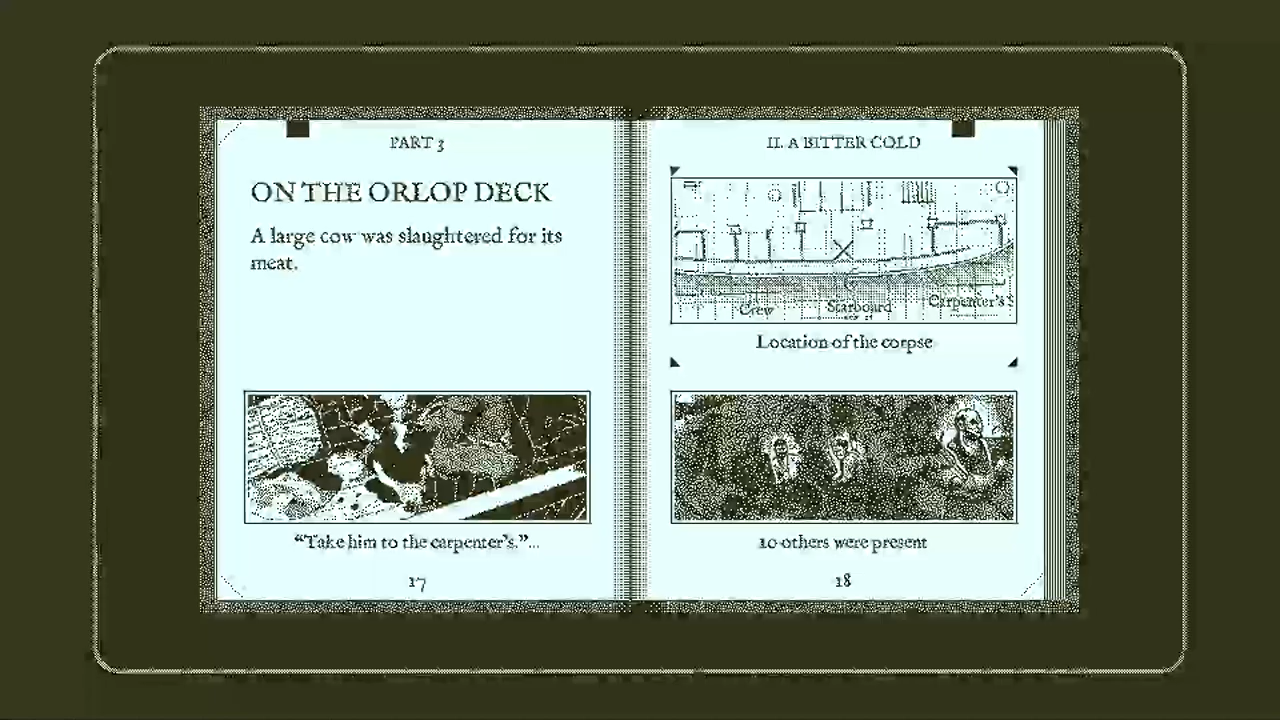 PART 3
ON THE ORLOP DECK
A large cow was slaughtered for its
meat.
"Take him to the carpenter's."...
17
II. A BITTER COLD
Crew
Starboard
Carpenter's S
Location of the corpse
10 others were present
18